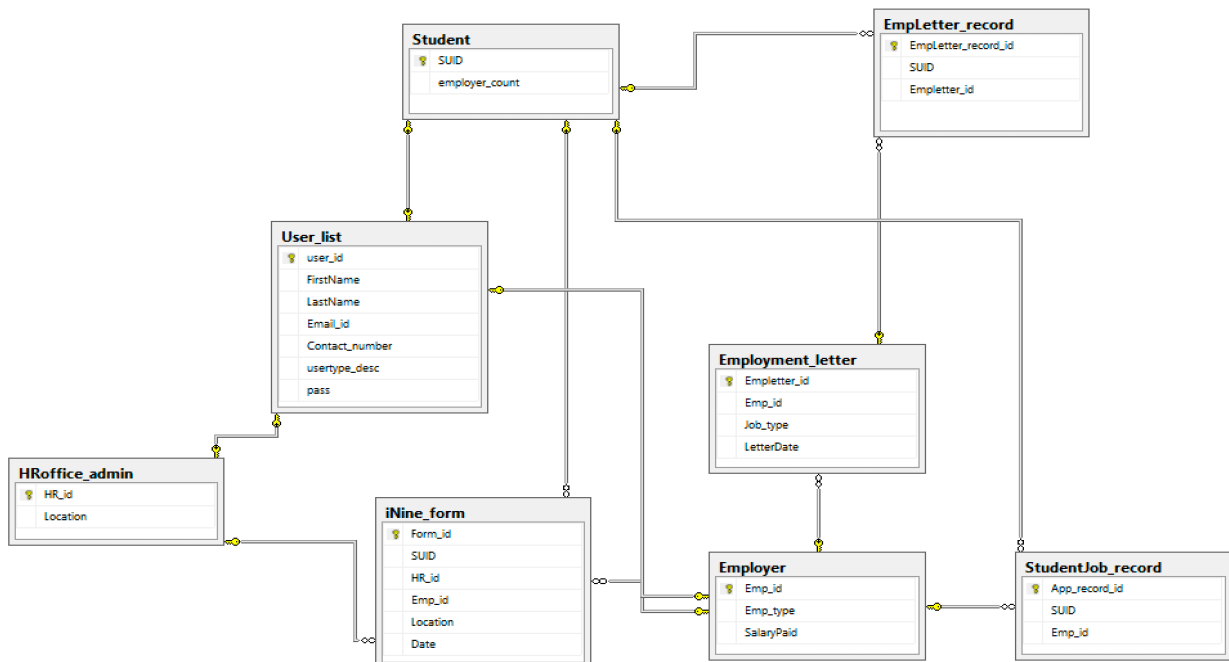 Student
SUID
employer_count
EmpLetter_record
EmpLetter_record_id
SUID
Empletter_id
User_list
user_id
FirstName
LastName
Email_id
Contact_number
usertype_desc
pass
Employment_letter
Empletter_id
Emp_id
Job_type
LetterDate
HRoffice_admin
HR_id
Location
iNine_form
Form_id
SUID
HR_id
Emp_id
Location
Date
Employer
Emp_id
Emp_type
SalaryPaid
StudentJob_record
App_record_id
SUID
Emp_id